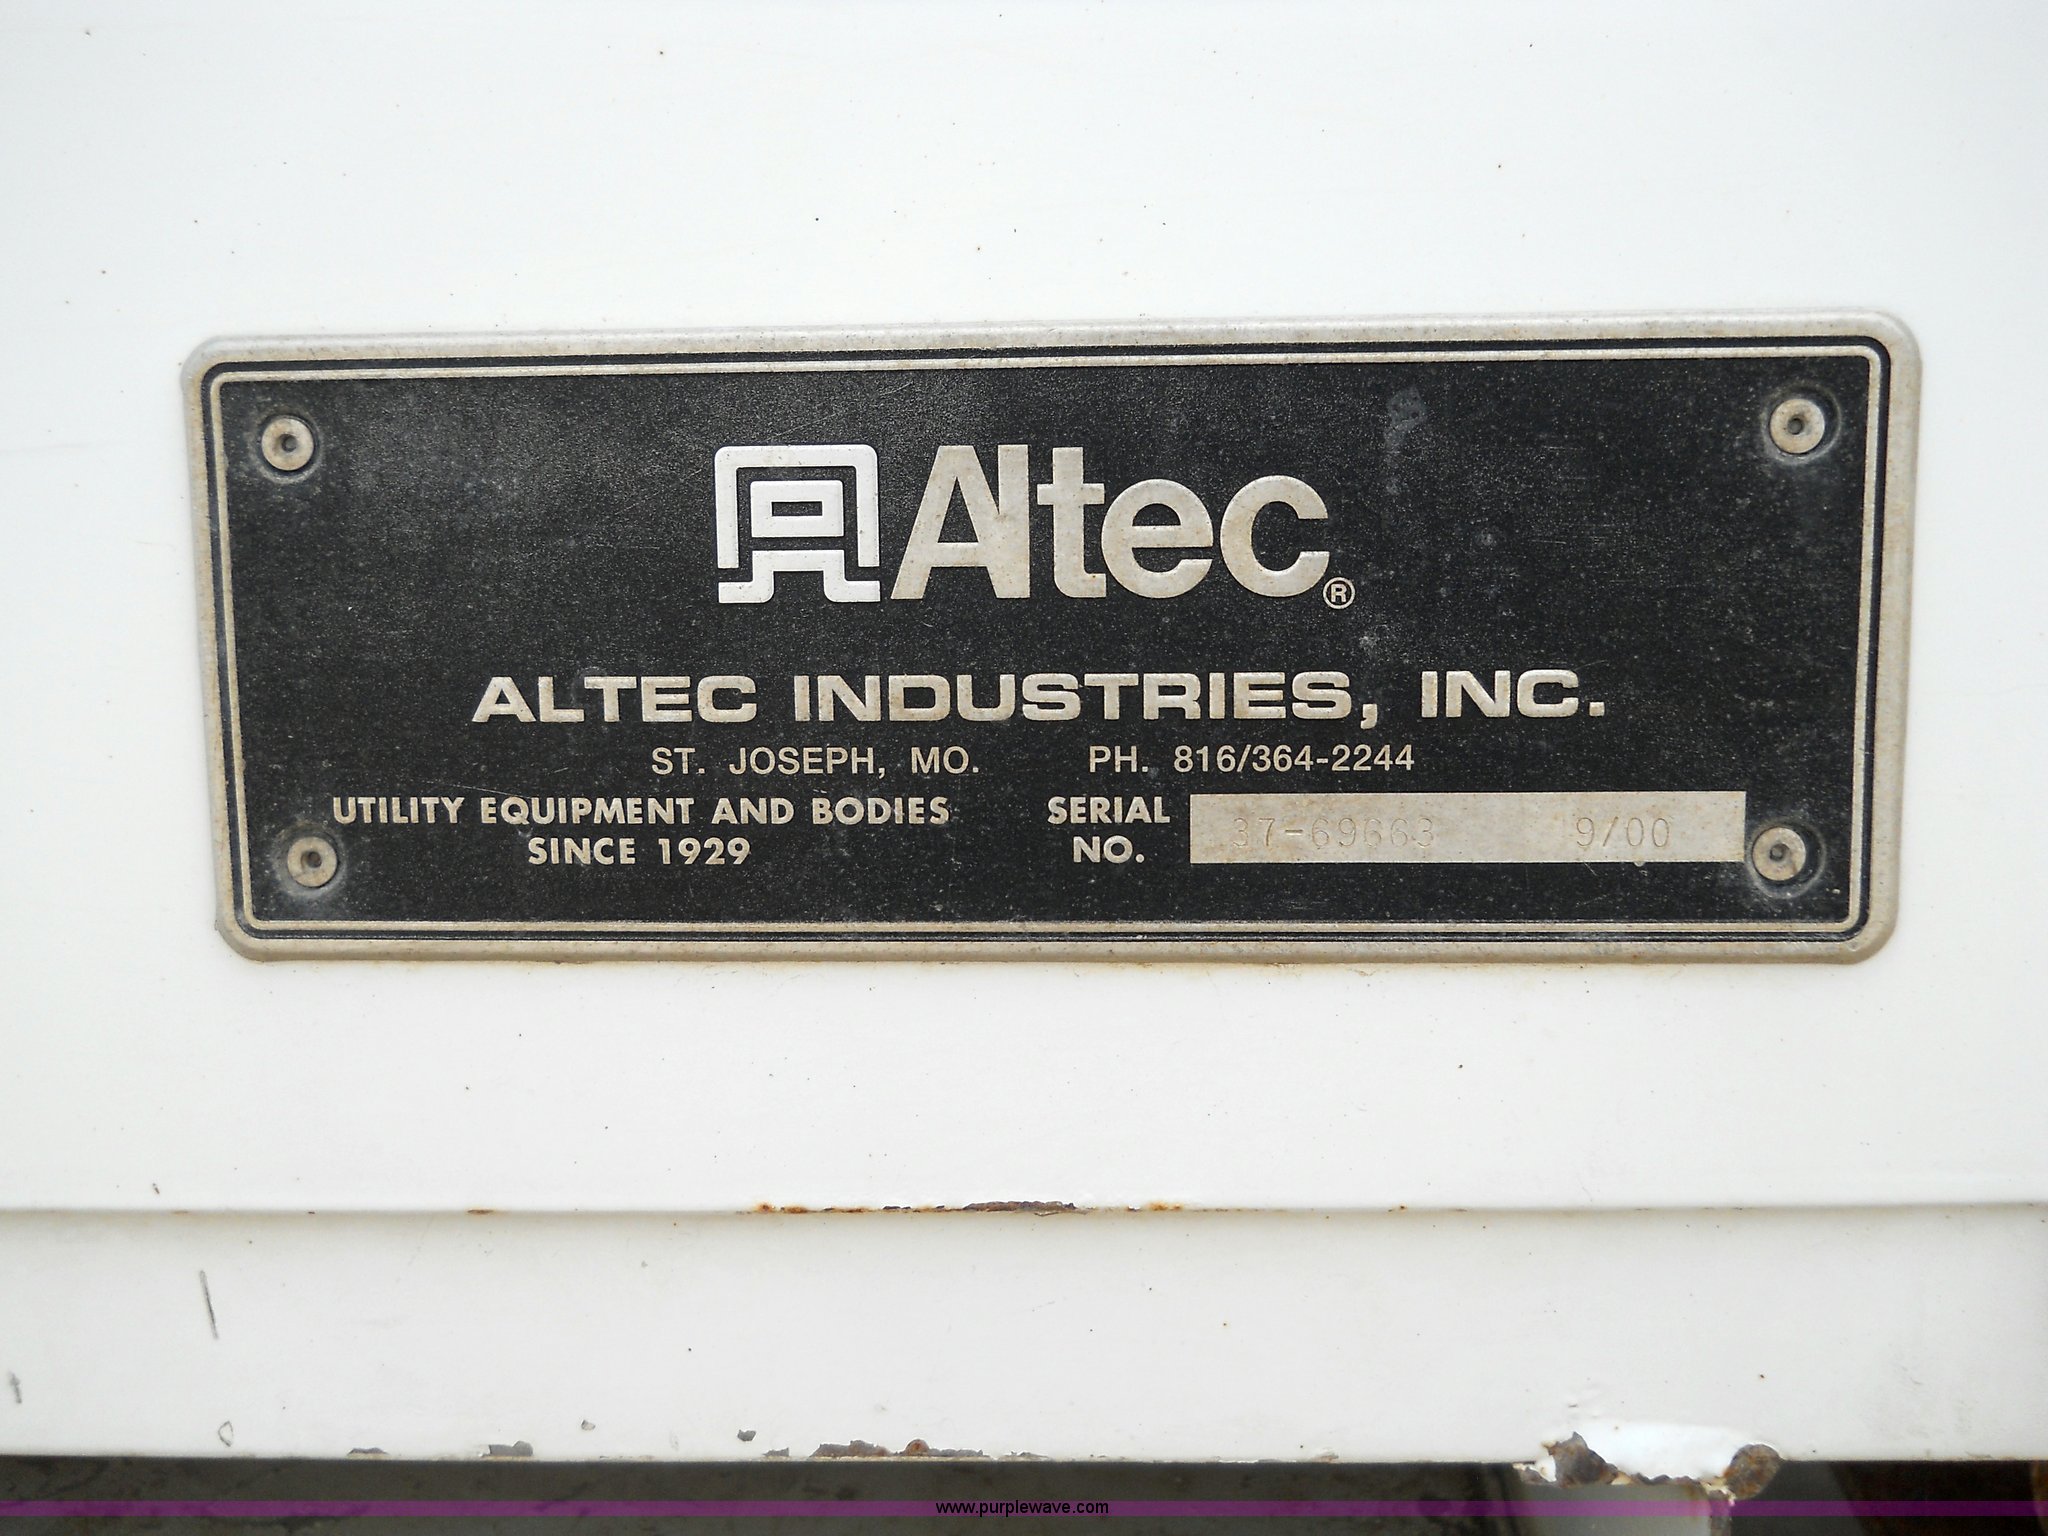 Altec®
ALTEC INDUSTRIES, INC.
ST. JOSEPH, MO. PH. 816/364-2244
UTILITY EQUIPMENT AND BODIES
SINCE 1929
SERIAL
NO.
37-69663 9/00
www.purplewave.com